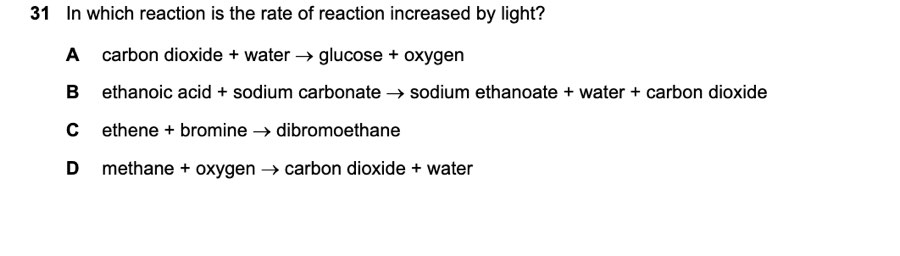 31 In which reaction is the rate of reaction increased by light?
A carbon dioxide + water → glucose + oxygen
B ethanoic acid + sodium carbonate → sodium ethanoate + water + carbon dioxide
C ethene + bromine → dibromoethane
D methane + oxygen → carbon dioxide + water